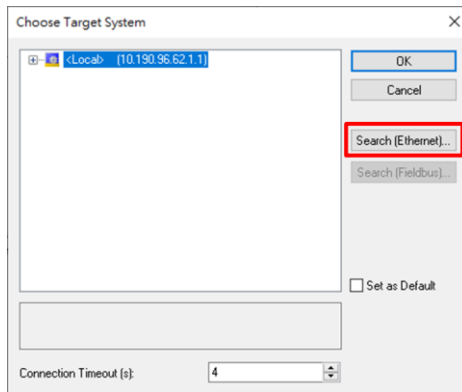 Choose Target System
<Local> (10.190.96.62.1.1)
OK
Cancel
Search (Ethernet)...
Search (Fieldbus)...
Set as Default
Connection Timeout (s):
4